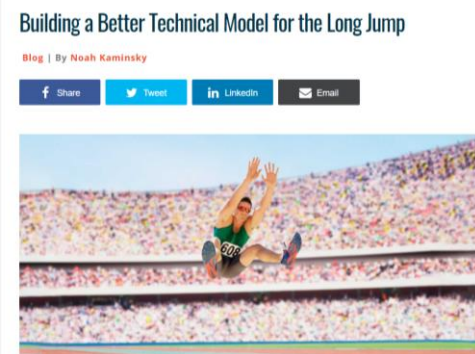 Building a Better Technical Model for the Long Jump
Blog | By Noah Kaminsky
Share
Tweet
LinkedIn
Email
608